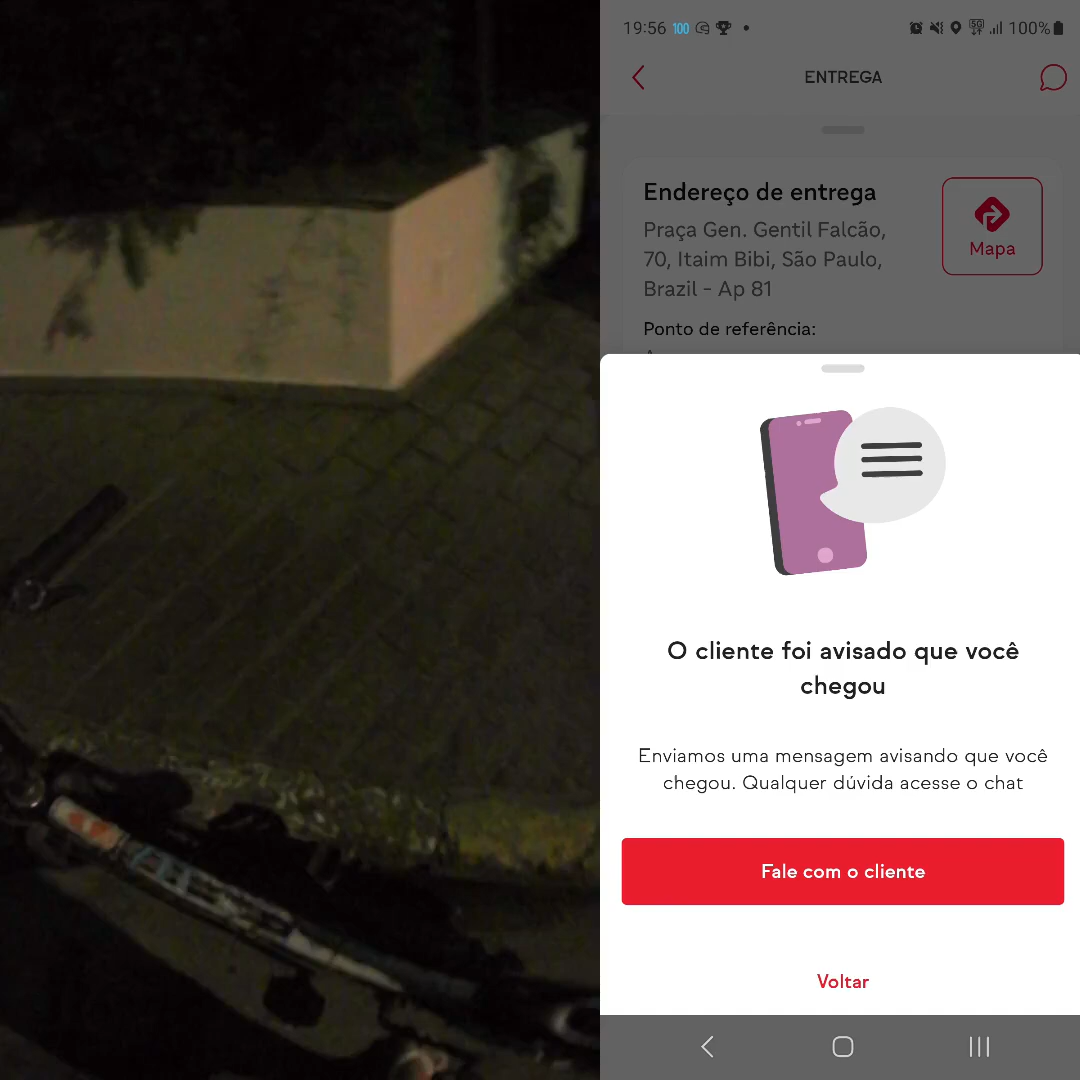 19:56 100
5G 100%
ENTREGA
Endereço de entrega
Praça Gen. Gentil Falcão,
70, Itaim Bibi, São Paulo,
Brazil - Ap 81
Mapa
Ponto de referência:
O cliente foi avisado que você
chegou
Enviamos uma mensagem avisando que você
chegou. Qualquer dúvida acesse o chat
Fale com o cliente
Voltar